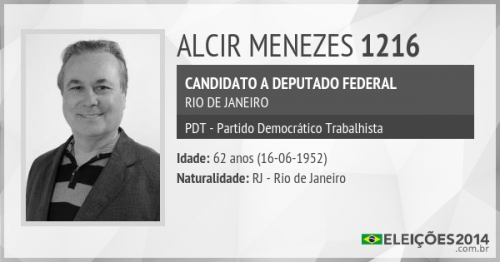 ALCIR MENEZES 1216
CANDIDATO A DEPUTADO FEDERAL
RIO DE JANEIRO
PDT - Partido Democrático Trabalhista
Idade: 62 anos (16-06-1952)
Naturalidade: RJ - Rio de Janeiro
ELEIÇÕES2014
.com.br